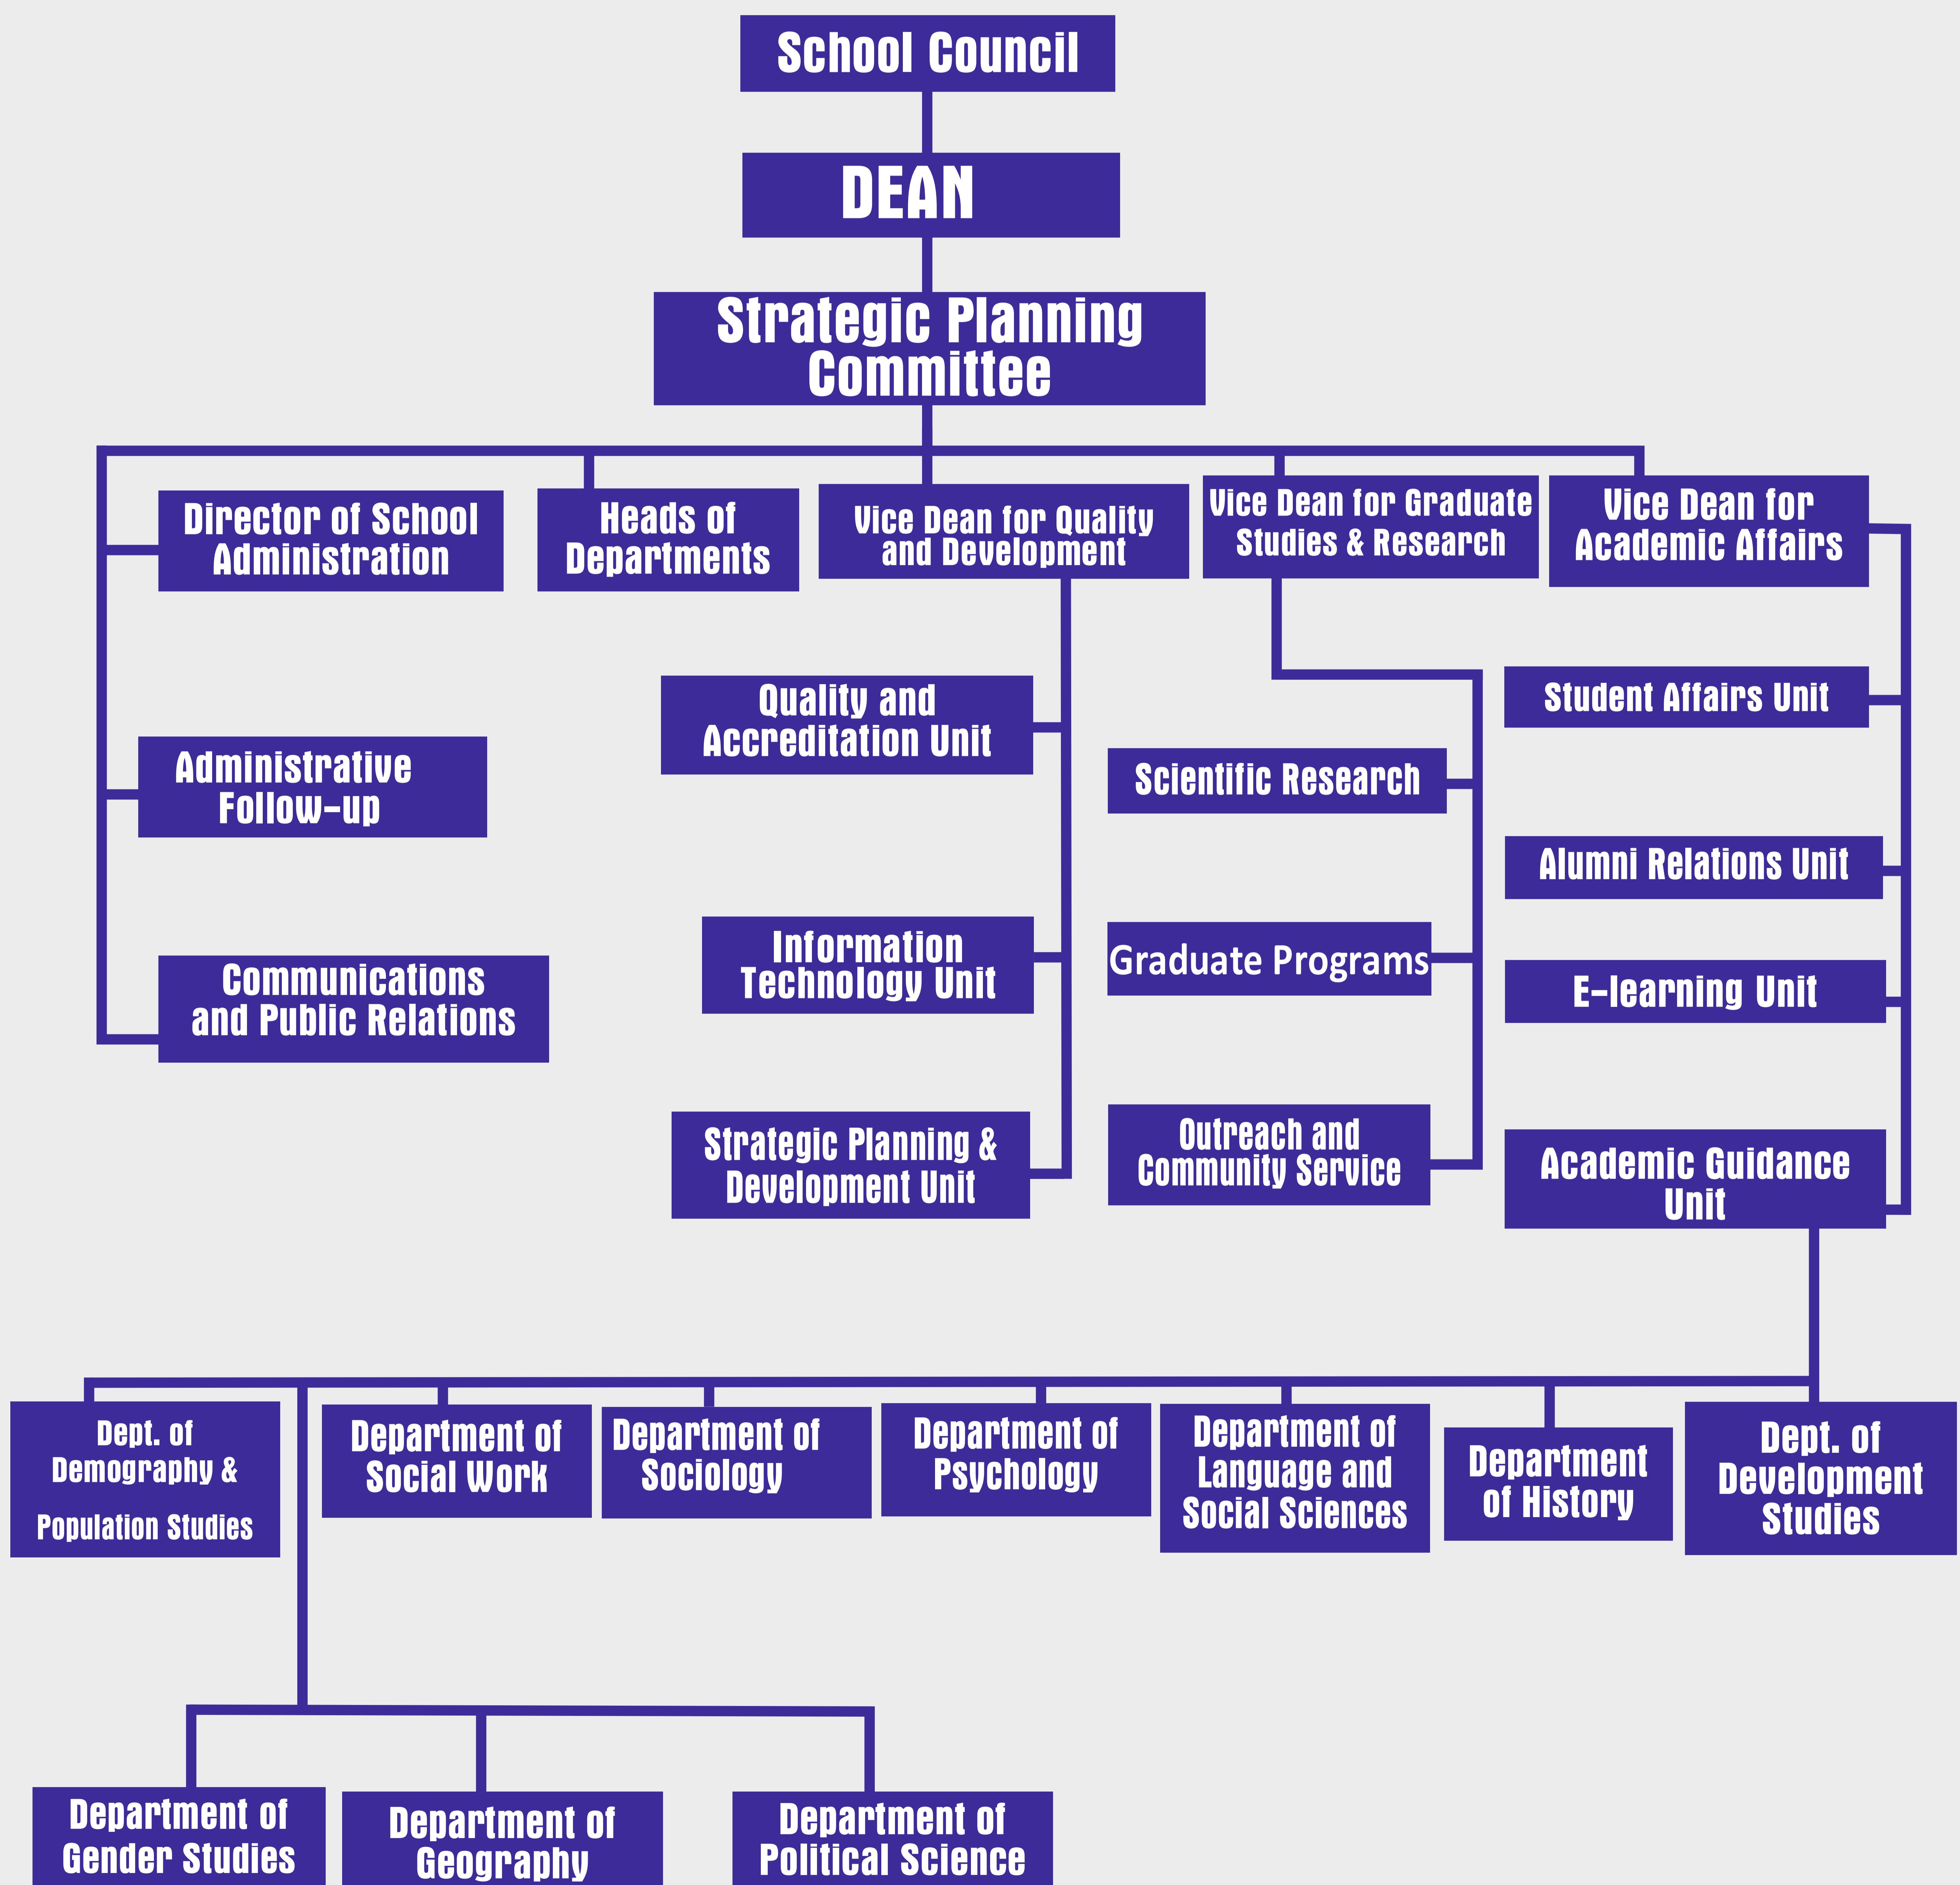 School Council
DEAN
Strategic Planning
Committee
Director of School
Administration
Heads of
Departments
Vice Dean for Quality
and Development
Vice Dean for Graduate
Studies & Research
Vice Dean for
Academic Affairs
Administrative
Follow-up
Communications
and Public Relations
Quality and
Accreditation Unit
Information
Technology Unit
Strategic Planning &
Development Unit
Scientific Research
Graduate Programs
Outreach and
Community Service
Student Affairs Unit
Alumni Relations Unit
E-learning Unit
Academic Guidance
Unit
Dept. of
Demography &
Population Studies
Department of
Social Work
Department of
Sociology
Department of
Psychology
Department of
Language and
Social Sciences
Department
of History
Dept. of
Development
Studies
Department of
Gender Studies
Department of
Geography
Department of
Political Science